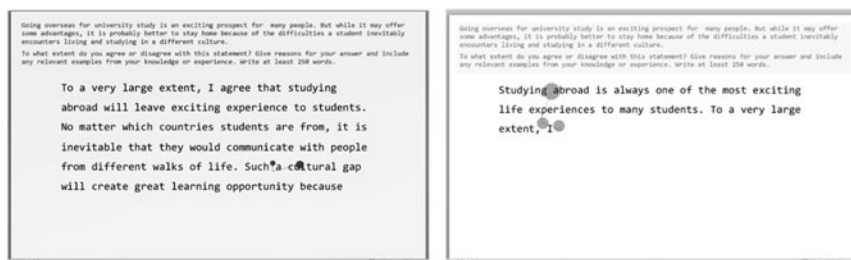 Going overseas for university study is an exciting prospect for many people. But while it may offer
some advantages, it is probably better to stay home because of the difficulties a student inevitably
encounters living and studying in a different culture.
To what extent do you agree or disagree with this statement? Give reasons for your answer and include
any relevant examples from your knowledge or experience. Write at least 250 words.
To a very large extent, I agree that studying
abroad will leave exciting experience to students.
No matter which countries students are from, it is
inevitable that they would communicate with people
from different walks of life. Such a cultural gap
will create great learning opportunity because
Going overseas for university study is an exciting prospect for many people. But while it may offer
some advantages, it is probably better to stay home because of the difficulties a student inevitably
encounters living and studying in a different culture.
To what extent do you agree or disagree with this statement? Give reasons for your answer and include
any relevant examples from your knowledge or experience. Write at least 250 words.
Studying abroad is always one of the most exciting
life experiences to many students. To a very large
extent, I